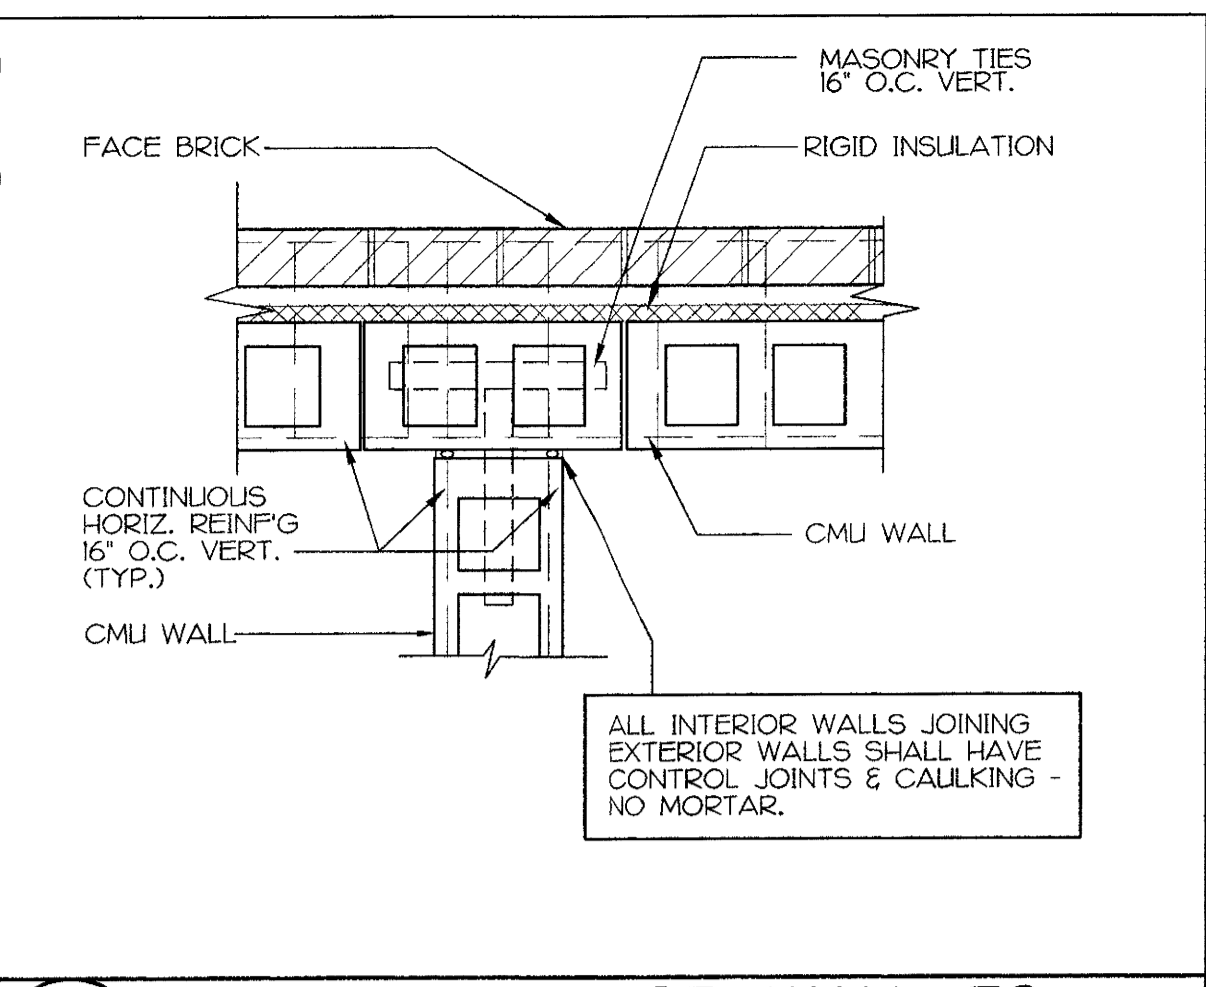 MASONRY TIES
16" O.C. VERT.
FACE BRICK
RIGID INSULATION
CONTINUOUS
HORIZ. REINF'G
16" O.C. VERT.
(TYP.)
CMU WALL
CMU WALL
ALL INTERIOR WALLS JOINING
EXTERIOR WALLS SHALL HAVE
CONTROL JOINTS & CAULKING -
NO MORTAR.